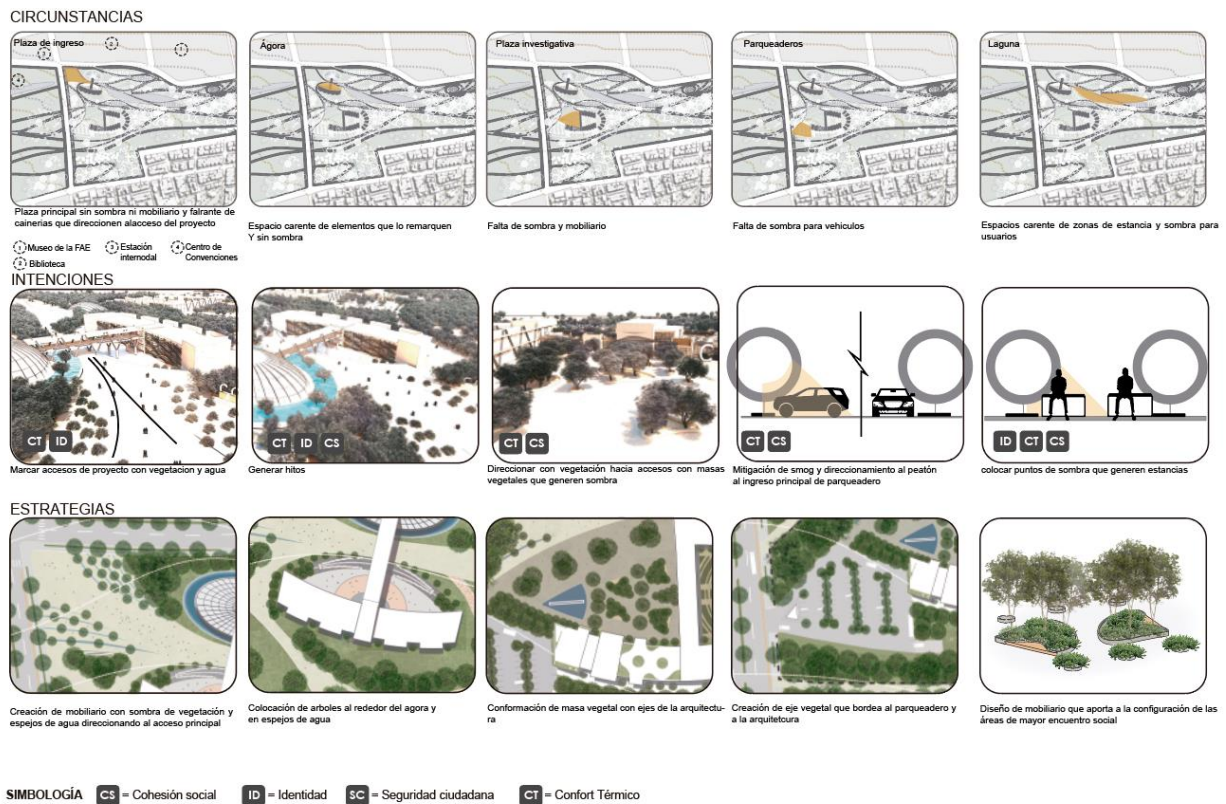 CIRCUNSTANCIAS
Plaza de ingreso
1
2
3
4
Ágora
Plaza investigativa
Parqueaderos
Laguna
Plaza principal sin sombra ni mobiliario y falrante de
cainerias que direccionen alacceso del proyecto
Espacio carente de elementos que lo remarquen
Y sin sombra
Falta de sombra y mobiliario
Falta de sombra para vehiculos
Espacios carente de zonas de estancia y sombra para
usuarios
1 Museo de la FAE
2 Biblioteca
3 Estación
internodal
4 Centro de
Convenciones
INTENCIONES
CT ID
CT ID CS
CT CS
CT CS
ID CT CS
Marcar accesos de proyecto con vegetacion y agua
Generar hitos
Direccionar con vegetación hacia accesos con masas
vegetales que generen sombra
Mitigación de smog y direccionamiento al peatón
al ingreso principal de parqueadero
colocar puntos de sombra que generen estancias
ESTRATEGIAS
Creación de mobiliario con sombra de vegetación y
espejos de agua direccionando al acceso principal
Colocación de arboles al rededor del agora y
en espejos de agua
Conformación de masa vegetal con ejes de la arquitectu-
ra
Creación de eje vegetal que bordea al parqueadero y
a la arquitetcura
Diseño de mobiliario que aporta a la configuración de las
áreas de mayor encuentro social
SIMBOLOGÍA CS = Cohesión social ID = Identidad SC = Seguridad ciudadana CT = Confort Térmico